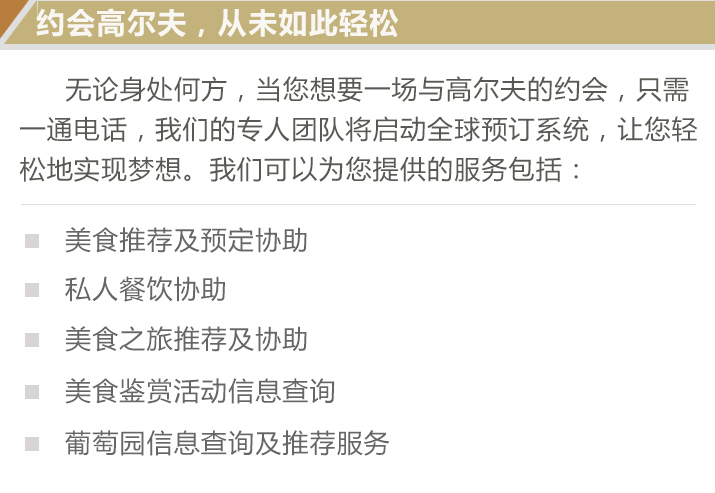 约会高尔夫，从未如此轻松
无论身处何方，当您想要一场与高尔夫的约会，只需
一通电话，我们的专人团队将启动全球预订系统，让您轻
松地实现梦想。我们可以为您提供的服务包括：
美食推荐及预定协助
私人餐饮协助
美食之旅推荐及协助
美食鉴赏活动信息查询
葡萄园信息查询及推荐服务